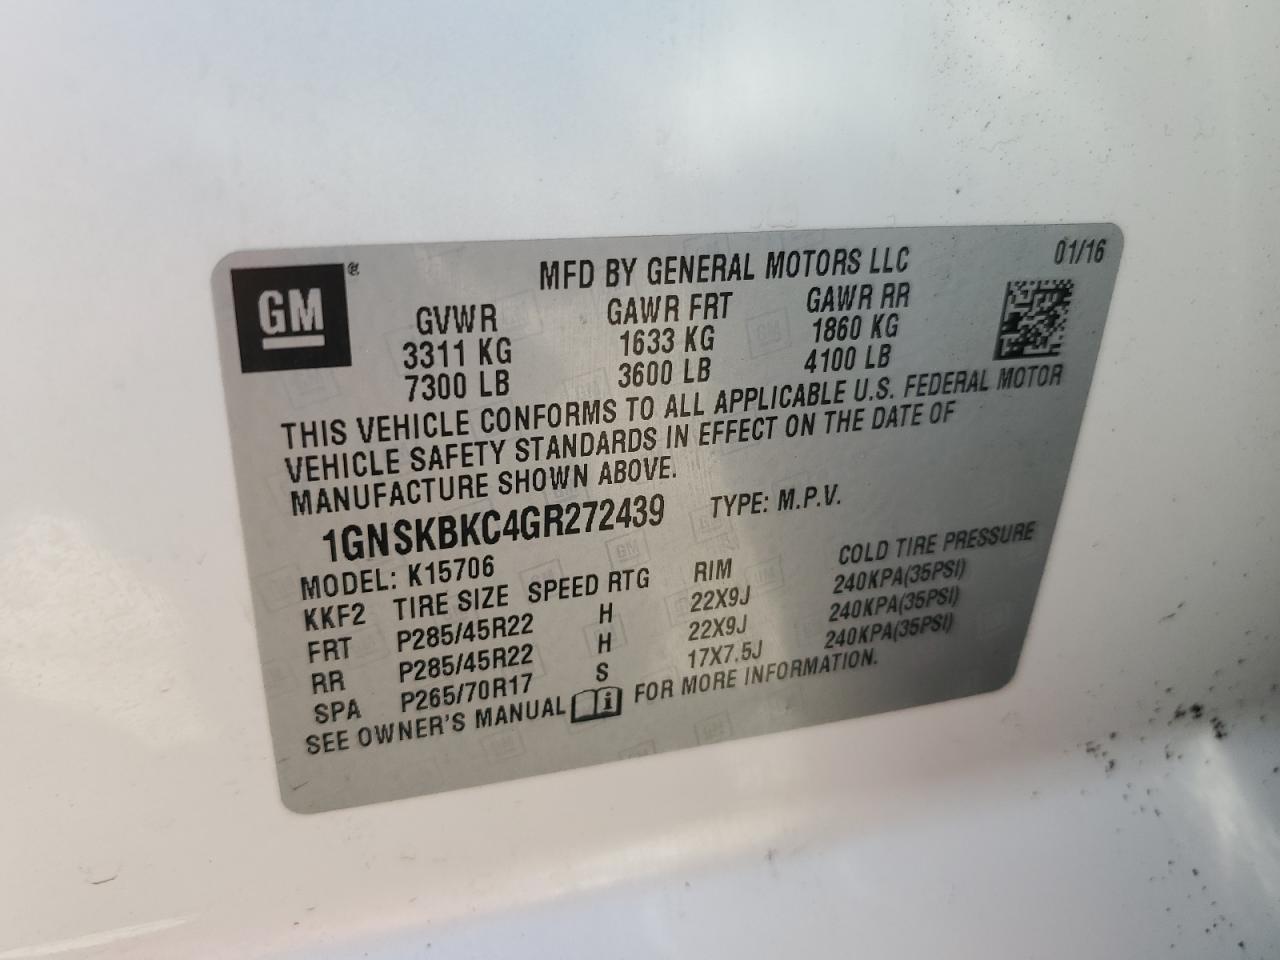 GM®
MFD BY GENERAL MOTORS LLC 01/16
GVWR GAWR FRT GAWR RR
3311 KG 1633 KG 1860 KG
7300 LB 3600 LB 4100 LB
THIS VEHICLE CONFORMS TO ALL APPLICABLE U.S. FEDERAL MOTOR
VEHICLE SAFETY STANDARDS IN EFFECT ON THE DATE OF
MANUFACTURE SHOWN ABOVE.
1GNSKBKC4GR272439 TYPE: M.P.V.
MODEL: K15706
KKF2 TIRE SIZE SPEED RTG RIM COLD TIRE PRESSURE
FRT P285/45R22 H 22X9J 240KPA(35PSI)
RR P285/45R22 H 22X9J 240KPA(35PSI)
SPA P265/70R17 S 17X7.5J 240KPA(35PSI)
SEE OWNER'S MANUAL FOR MORE INFORMATION.